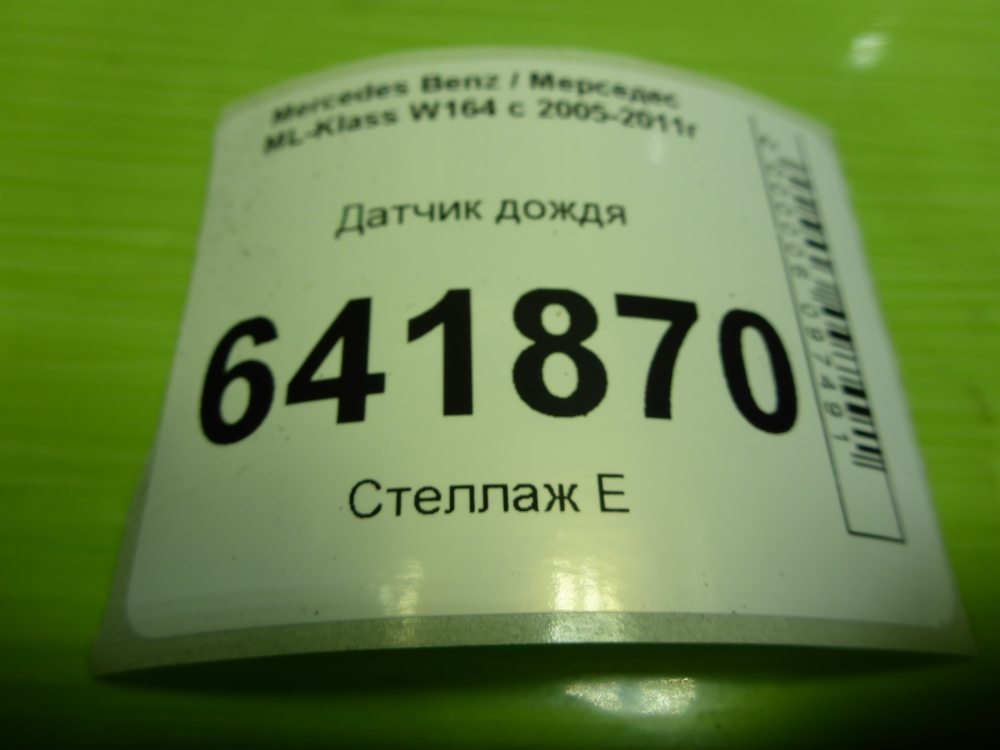 Mercedes Benz / Мерседес
ML-Klass W164 с 2005-2011г
Датчик дождя
641870
Стеллаж Е